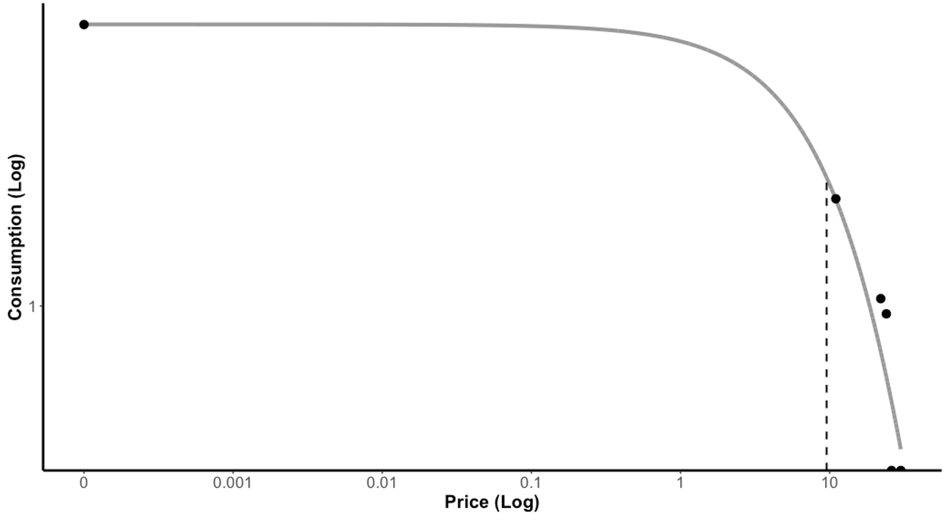 Consumption (Log)
1
0 0.001 0.01 0.1 1 10
Price (Log)